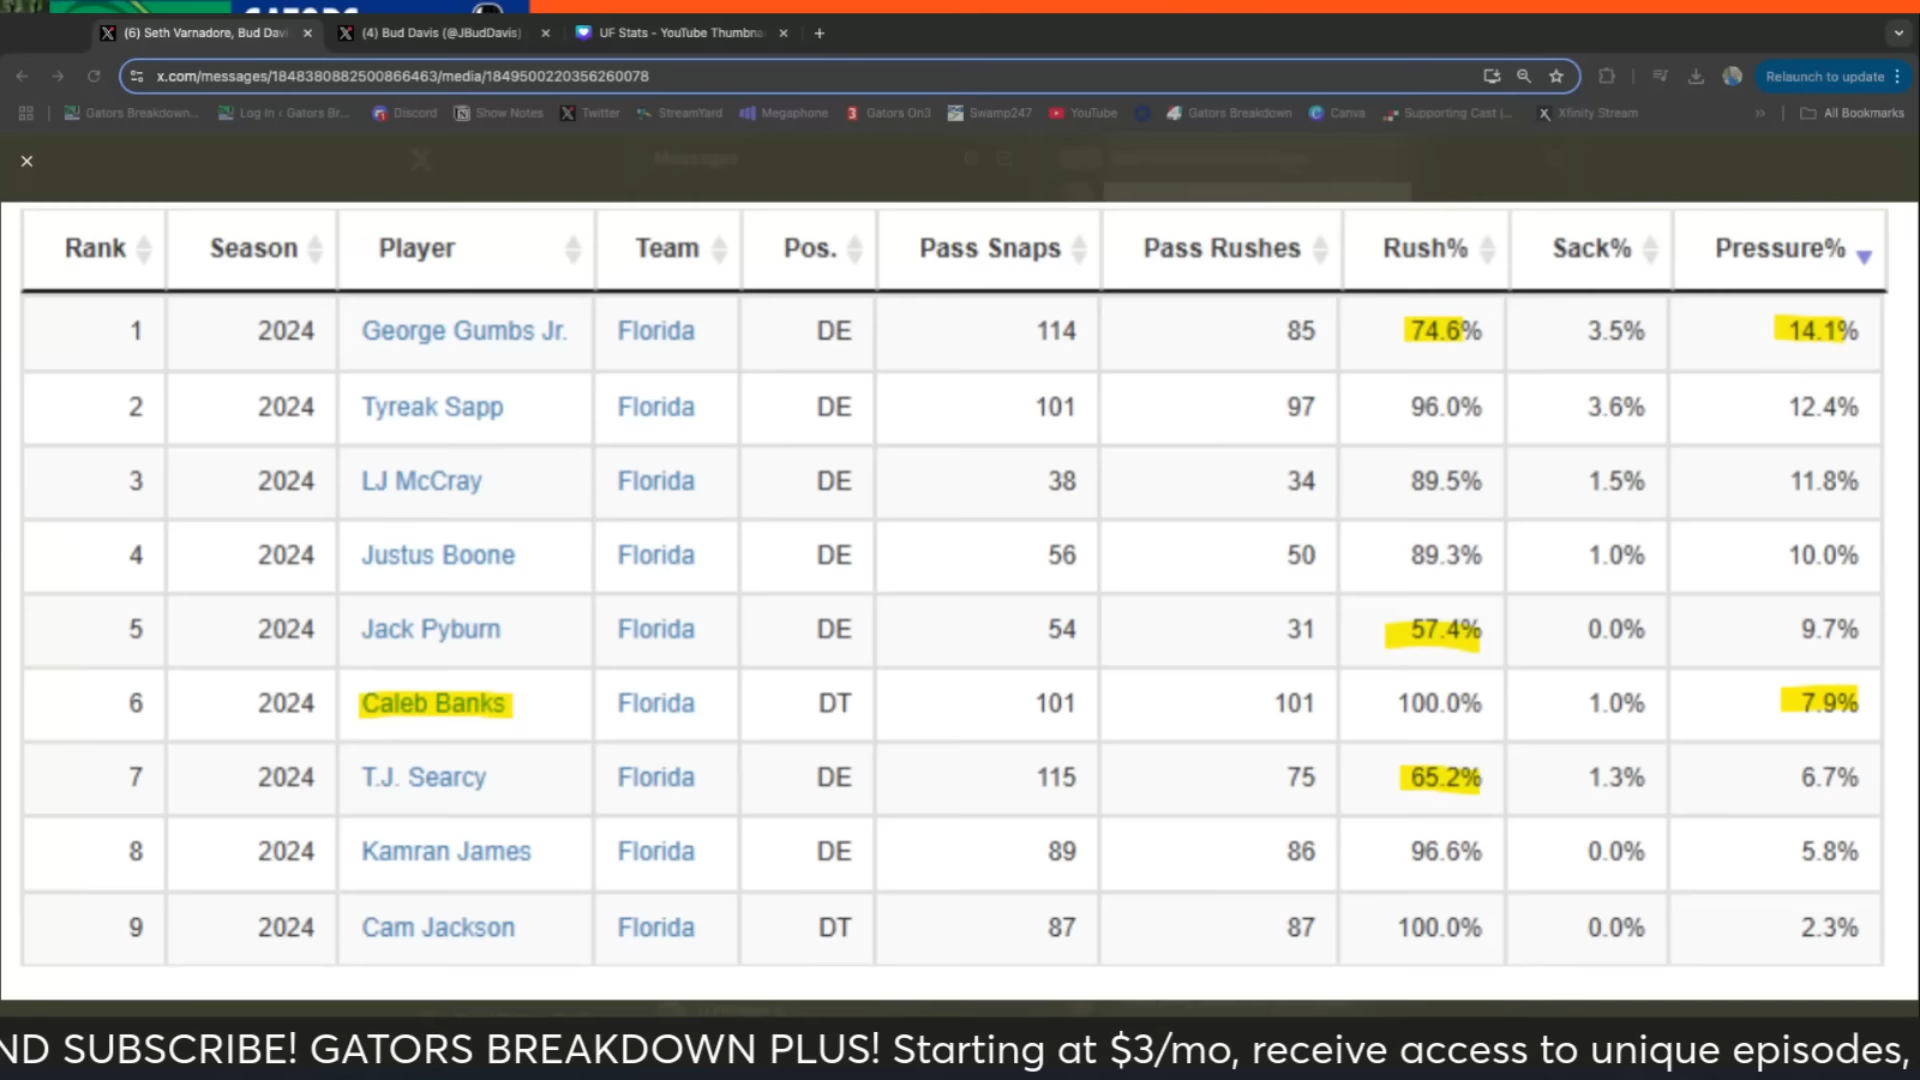 GATORS
(6) Seth Varnadore, Bud Davi
(4) Bud Davis (@JBudDavis)
UF Stats - YouTube Thumbna
x.com/messages/1848380882500866463/media/1849500220356260078
Relaunch to update
Gators Breakdown... Log In ‹ Gators Br... Discord Show Notes Twitter StreamYard Megaphone Gators On3 Swamp247 YouTube Gators Breakdown Canva Supporting Cast |... Xfinity Stream » All Bookmarks
Messages
Rank Season Player Team Pos. Pass Snaps Pass Rushes Rush% Sack% Pressure%
1 2024 George Gumbs Jr. Florida DE 114 85 74.6% 3.5% 14.1%
2 2024 Tyreak Sapp Florida DE 101 97 96.0% 3.6% 12.4%
3 2024 LJ McCray Florida DE 38 34 89.5% 1.5% 11.8%
4 2024 Justus Boone Florida DE 56 50 89.3% 1.0% 10.0%
5 2024 Jack Pyburn Florida DE 54 31 57.4% 0.0% 9.7%
6 2024 Caleb Banks Florida DT 101 101 100.0% 1.0% 7.9%
7 2024 T.J. Searcy Florida DE 115 75 65.2% 1.3% 6.7%
8 2024 Kamran James Florida DE 89 86 96.6% 0.0% 5.8%
9 2024 Cam Jackson Florida DT 87 87 100.0% 0.0% 2.3%
ND SUBSCRIBE! GATORS BREAKDOWN PLUS! Starting at $3/mo, receive access to unique episodes,